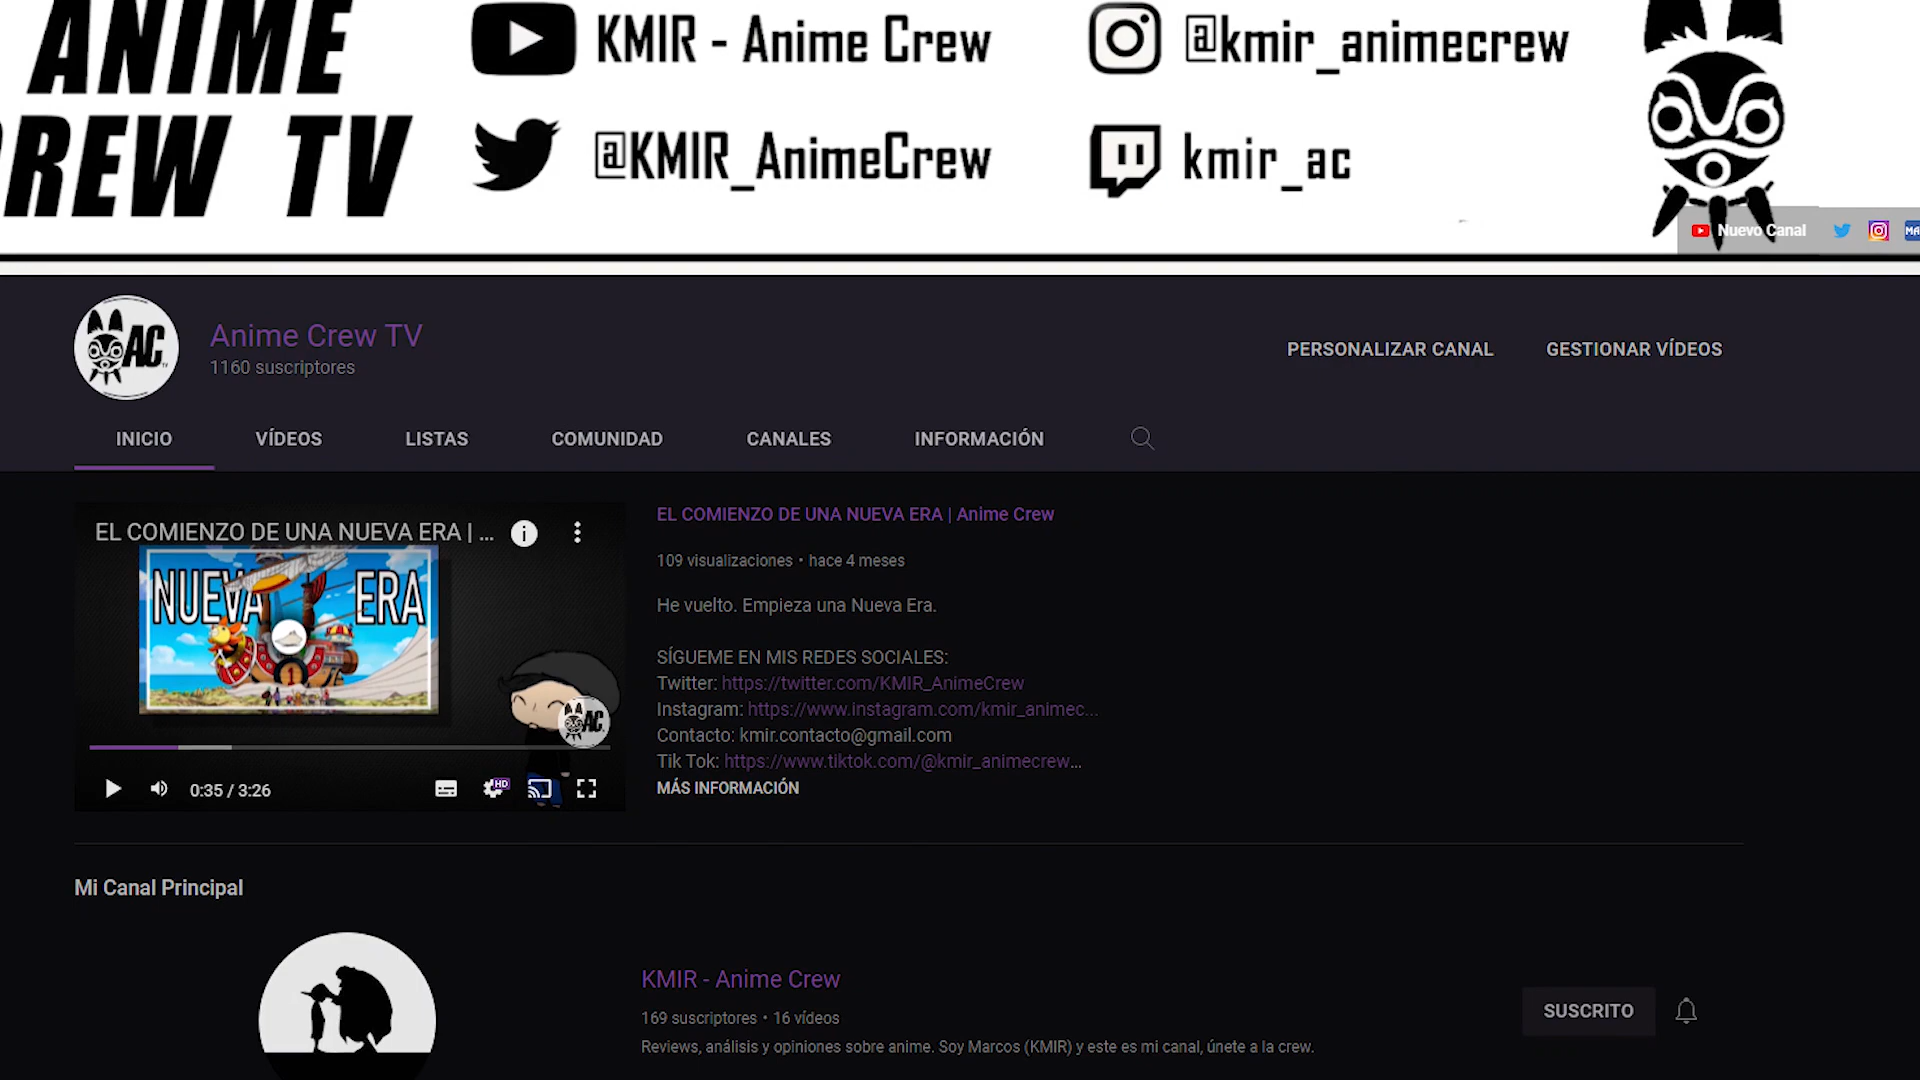 ANIME
KMIR - Anime Crew
@kmir_animecrew
REW TV
@KMIR_AnimeCrew
kmir_ac
Nuevo Canal
MA
AC
Anime Crew TV
1160 suscriptores
PERSONALIZAR CANAL
GESTIONAR VÍDEOS
INICIO
VÍDEOS
LISTAS
COMUNIDAD
CANALES
INFORMACIÓN
EL COMIENZO DE UNA NUEVA ERA | ...
NUEVA ERA
1
AC
0:35 / 3:26
HD
EL COMIENZO DE UNA NUEVA ERA | Anime Crew
109 visualizaciones • hace 4 meses
He vuelto. Empieza una Nueva Era.
SÍGUEME EN MIS REDES SOCIALES:
Twitter: https://twitter.com/KMIR_AnimeCrew
Instagram: https://www.instagram.com/kmir_animec...
Contacto: kmir.contacto@gmail.com
Tik Tok: https://www.tiktok.com/@kmir_animecrew...
MÁS INFORMACIÓN
Mi Canal Principal
KMIR - Anime Crew
169 suscriptores • 16 vídeos
Reviews, análisis y opiniones sobre anime. Soy Marcos (KMIR) y este es mi canal, únete a la crew.
SUSCRITO